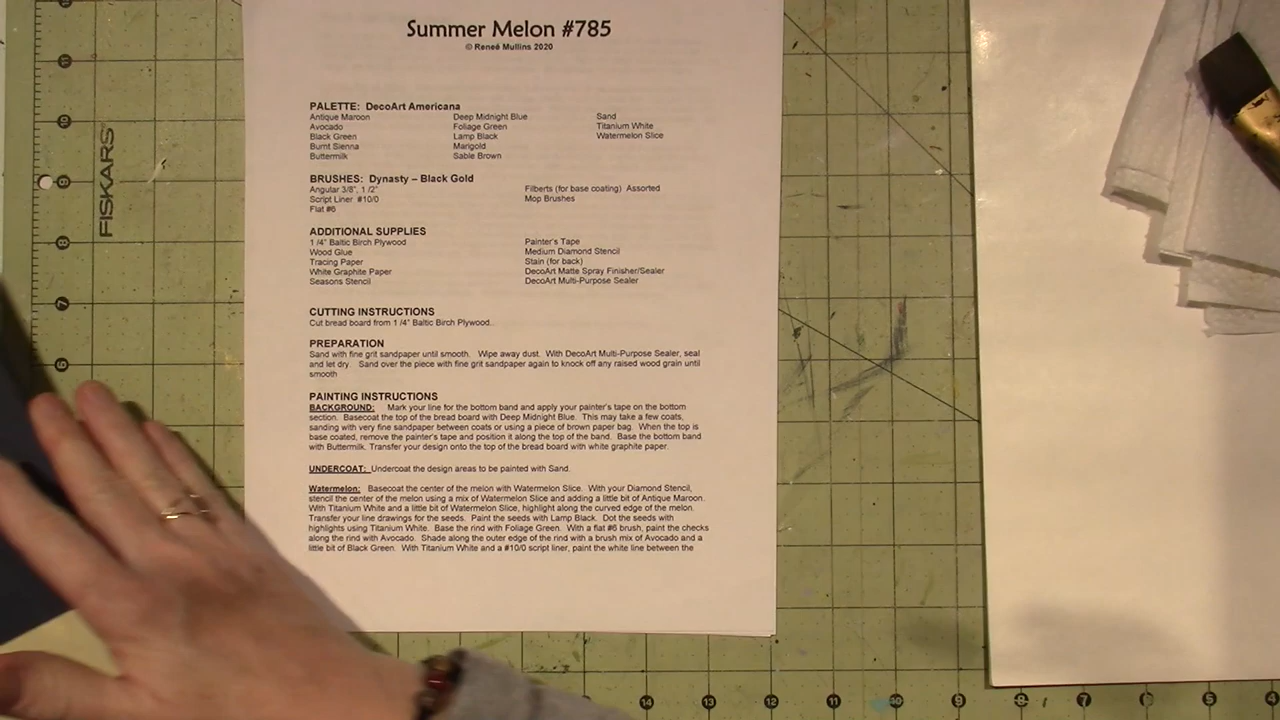 Summer Melon #785
© Reneé Mullins 2020
PALETTE: DecoArt Americana
Antique Maroon Deep Midnight Blue Sand
Avocado Foliage Green Titanium White
Black Green Lamp Black Watermelon Slice
Burnt Sienna Marigold
Buttermilk Sable Brown
BRUSHES: Dynasty – Black Gold
Angular 3/8", 1 /2" Filberts (for base coating) Assorted
Script Liner #10/0 Mop Brushes
Flat #6
ADDITIONAL SUPPLIES
1 /4" Baltic Birch Plywood Painter's Tape
Wood Glue Medium Diamond Stencil
Tracing Paper Stain (for back)
White Graphite Paper DecoArt Matte Spray Finisher/Sealer
Seasons Stencil DecoArt Multi-Purpose Sealer
CUTTING INSTRUCTIONS
Cut bread board from 1 /4" Baltic Birch Plywood.
PREPARATION
Sand with fine grit sandpaper until smooth. Wipe away dust. With DecoArt Multi-Purpose Sealer, seal
and let dry. Sand over the piece with fine grit sandpaper again to knock off any raised wood grain until
smooth
PAINTING INSTRUCTIONS
BACKGROUND: Mark your line for the bottom band and apply your painter's tape on the bottom
section. Basecoat the top of the bread board with Deep Midnight Blue. This may take a few coats,
sanding with very fine sandpaper between coats or using a piece of brown paper bag. When the top is
base coated, remove the painter's tape and position it along the top of the band. Base the bottom band
with Buttermilk. Transfer your design onto the top of the bread board with white graphite paper.
UNDERCOAT: Undercoat the design areas to be painted with Sand.
Watermelon: Basecoat the center of the melon with Watermelon Slice. With your Diamond Stencil,
stencil the center of the melon using a mix of Watermelon Slice and adding a little bit of Antique Maroon.
With Titanium White and a little bit of Watermelon Slice, highlight along the curved edge of the melon.
Transfer your line drawings for the seeds. Paint the seeds with Lamp Black. Dot the seeds with
highlights using Titanium White. Base the rind with Foliage Green. With a flat #6 brush, paint the checks
along the rind with Avocado. Shade along the outer edge of the rind with a brush mix of Avocado and a
little bit of Black Green. With Titanium White and a #10/0 script liner, paint the white line between the
FISKARS
11
10
9
8
7
6
14 13 12 11 10 9 8 7 6 5 4